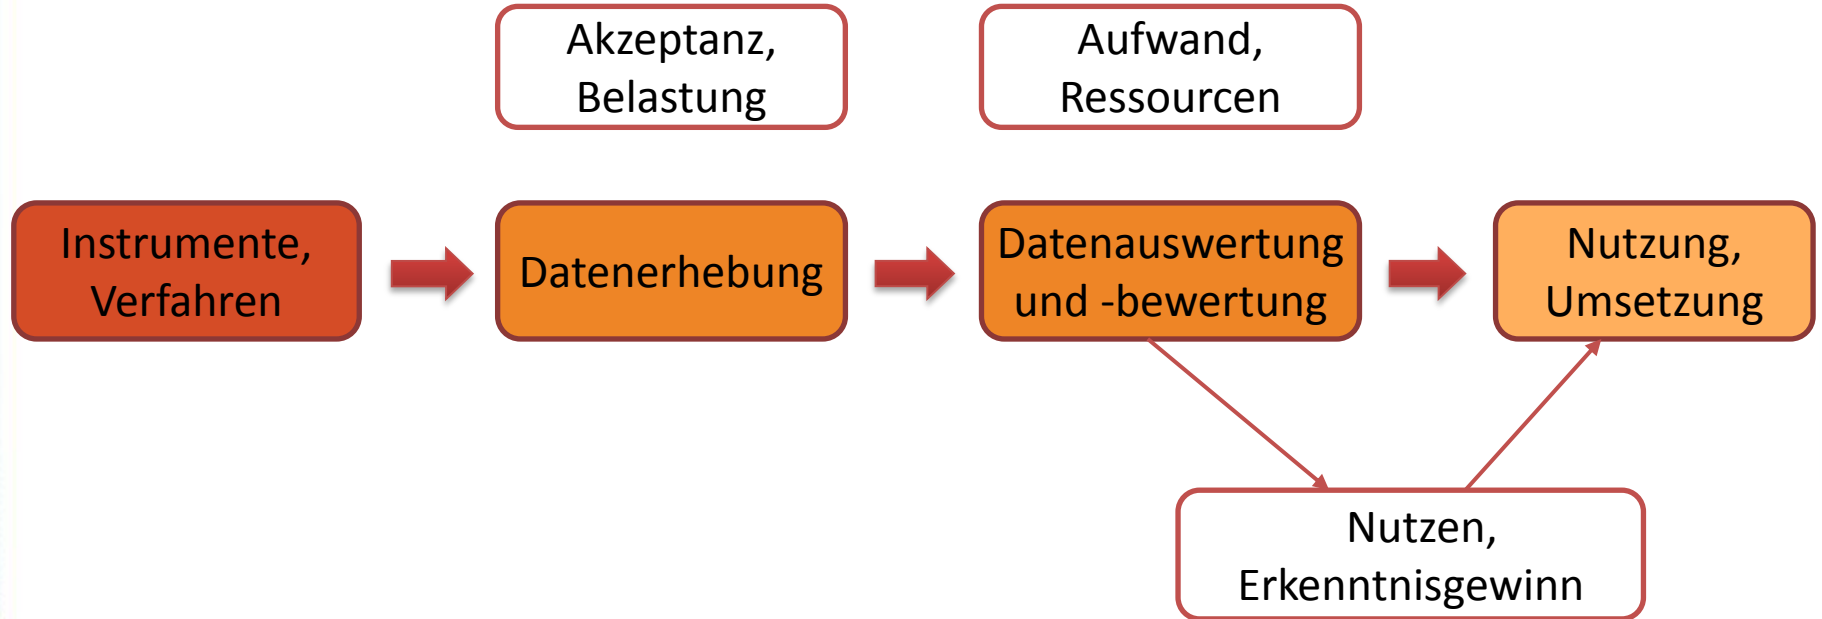 Akzeptanz,
Belastung
Aufwand,
Ressourcen
Instrumente,
Verfahren
Datenerhebung
Datenauswertung
und -bewertung
Nutzung,
Umsetzung
Nutzen,
Erkenntnisgewinn